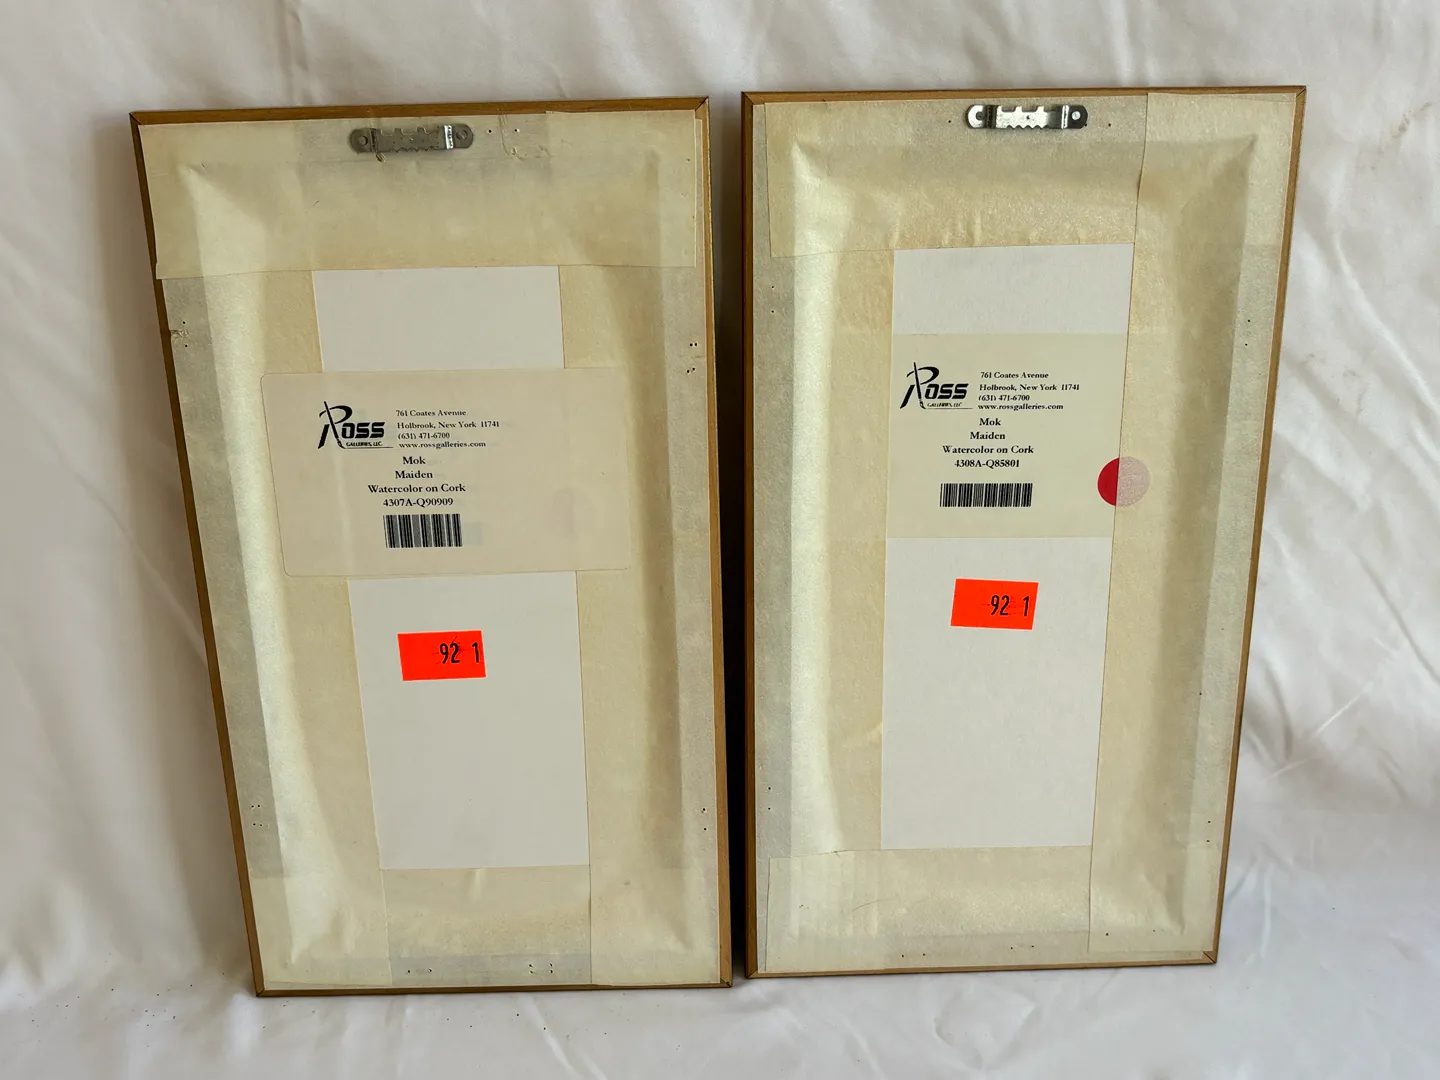 ROSS
GALLERIES, LLC.
761 Coates Avenue
Holbrook, New York 11741
(631) 471-6700
www.rossgalleries.com
Mok
Maiden
Watercolor on Cork
4307A-Q90909
92 1
ROSS
GALLERIES, LLC
761 Coates Avenue
Holbrook, New York 11741
(631) 471-6700
www.rossgalleries.com
Mok
Maiden
Watercolor on Cork
4308A-Q85801
92 1